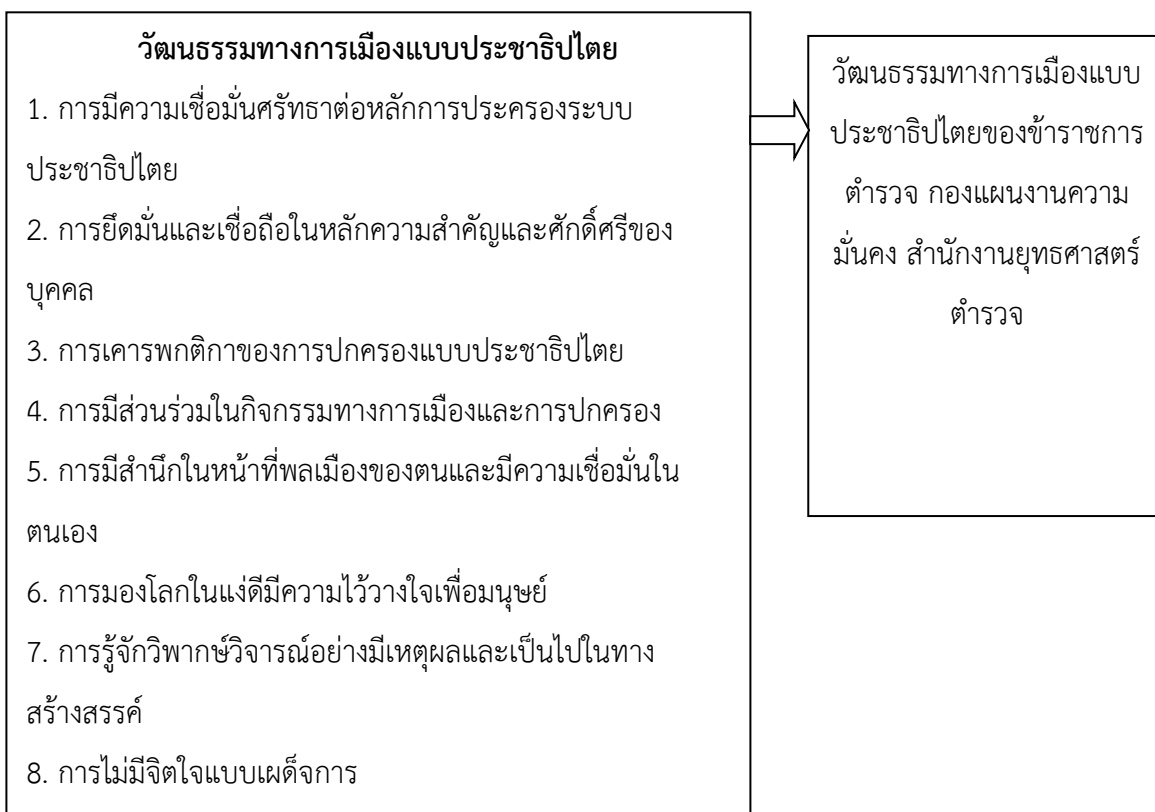 วัฒนธรรมทางการเมืองแบบประชาธิปไตย
1. การมีความเชื่อมั่นศรัทธาต่อหลักการประครองระบบ
ประชาธิปไตย
2. การยึดมั่นและเชื่อถือในหลักความสำคัญและศักดิ์ศรีของ
บุคคล
3. การเคารพกติกาของการปกครองแบบประชาธิปไตย
4. การมีส่วนร่วมในกิจกรรมทางการเมืองและการปกครอง
5. การมีสำนึกในหน้าที่พลเมืองของตนและมีความเชื่อมั่นใน
ตนเอง
6. การมองโลกในแง่ดีมีความไว้วางใจเพื่อมนุษย์
7. การรู้จักวิพากษ์วิจารณ์อย่างมีเหตุผลและเป็นไปในทาง
สร้างสรรค์
8. การไม่มีจิตใจแบบเผด็จการ
วัฒนธรรมทางการเมืองแบบ
ประชาธิปไตยของข้าราชการ
ตำรวจ กองแผนงานความ
มั่นคง สำนักงานยุทธศาสตร์
ตำรวจ